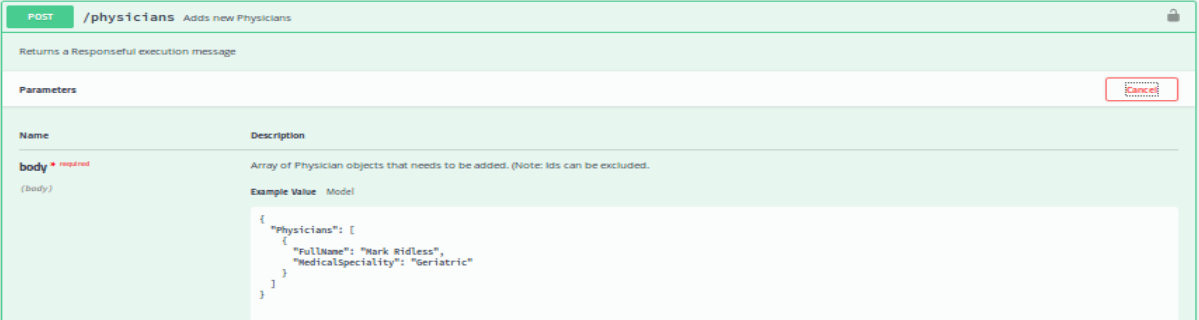 POST /physicians Adds new Physicians
Returns a Responseful execution message
Parameters Cancel
Name Description
body * required Array of Physician objects that needs to be added. (Note: Ids can be excluded.
(body)
Example Value Model
{
"Physicians": [
{
"FullName": "Mark Ridless",
"MedicalSpeciality": "Geriatric"
}
]
}